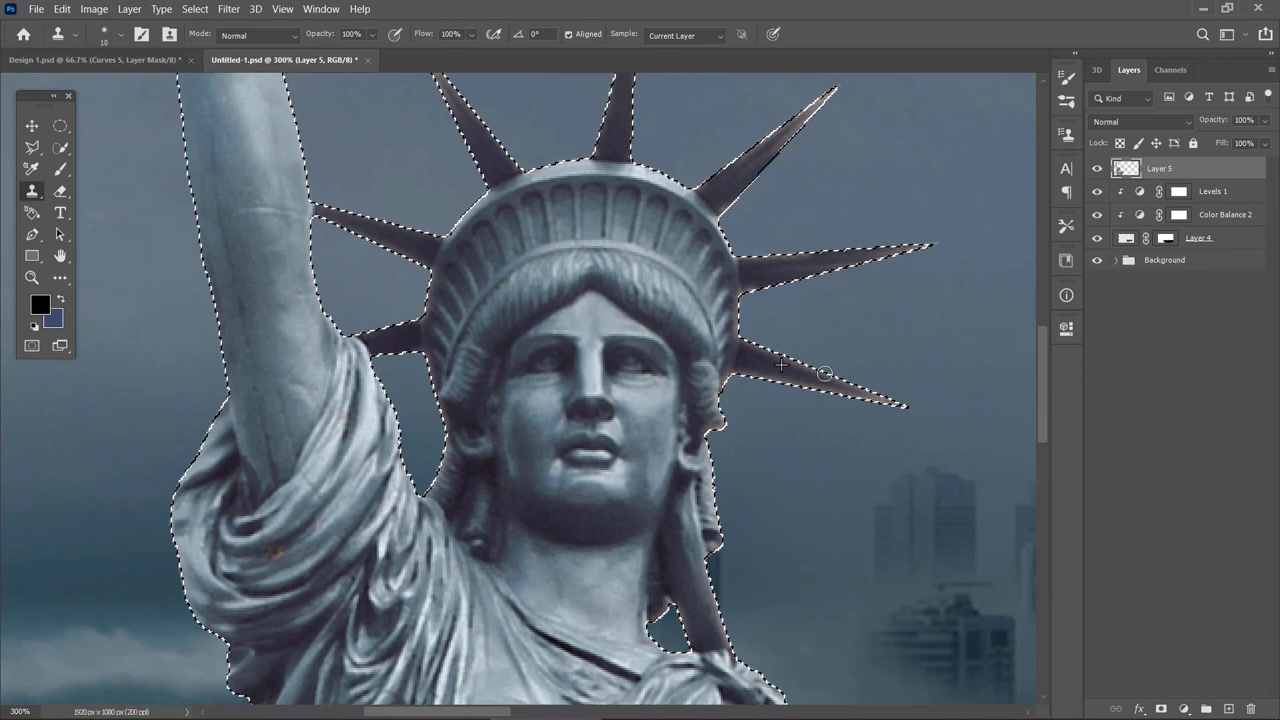 Ps File Edit Image Layer Type Select Filter 3D View Window Help
10 Mode: Normal Opacity: 100% Flow: 100% 0° Aligned Sample: Current Layer
Design 1.psd @ 66.7% (Curves 5, Layer Mask/8) * × Untitled-1.psd @ 300% (Layer 5, RGB/8) * ×
3D Layers Channels
Kind
Normal Opacity: 100%
Lock: Fill: 100%
Layer 5
Levels 1
Color Balance 2
Layer 4
Background
300% 1920 px x 1080 px (200 ppi)